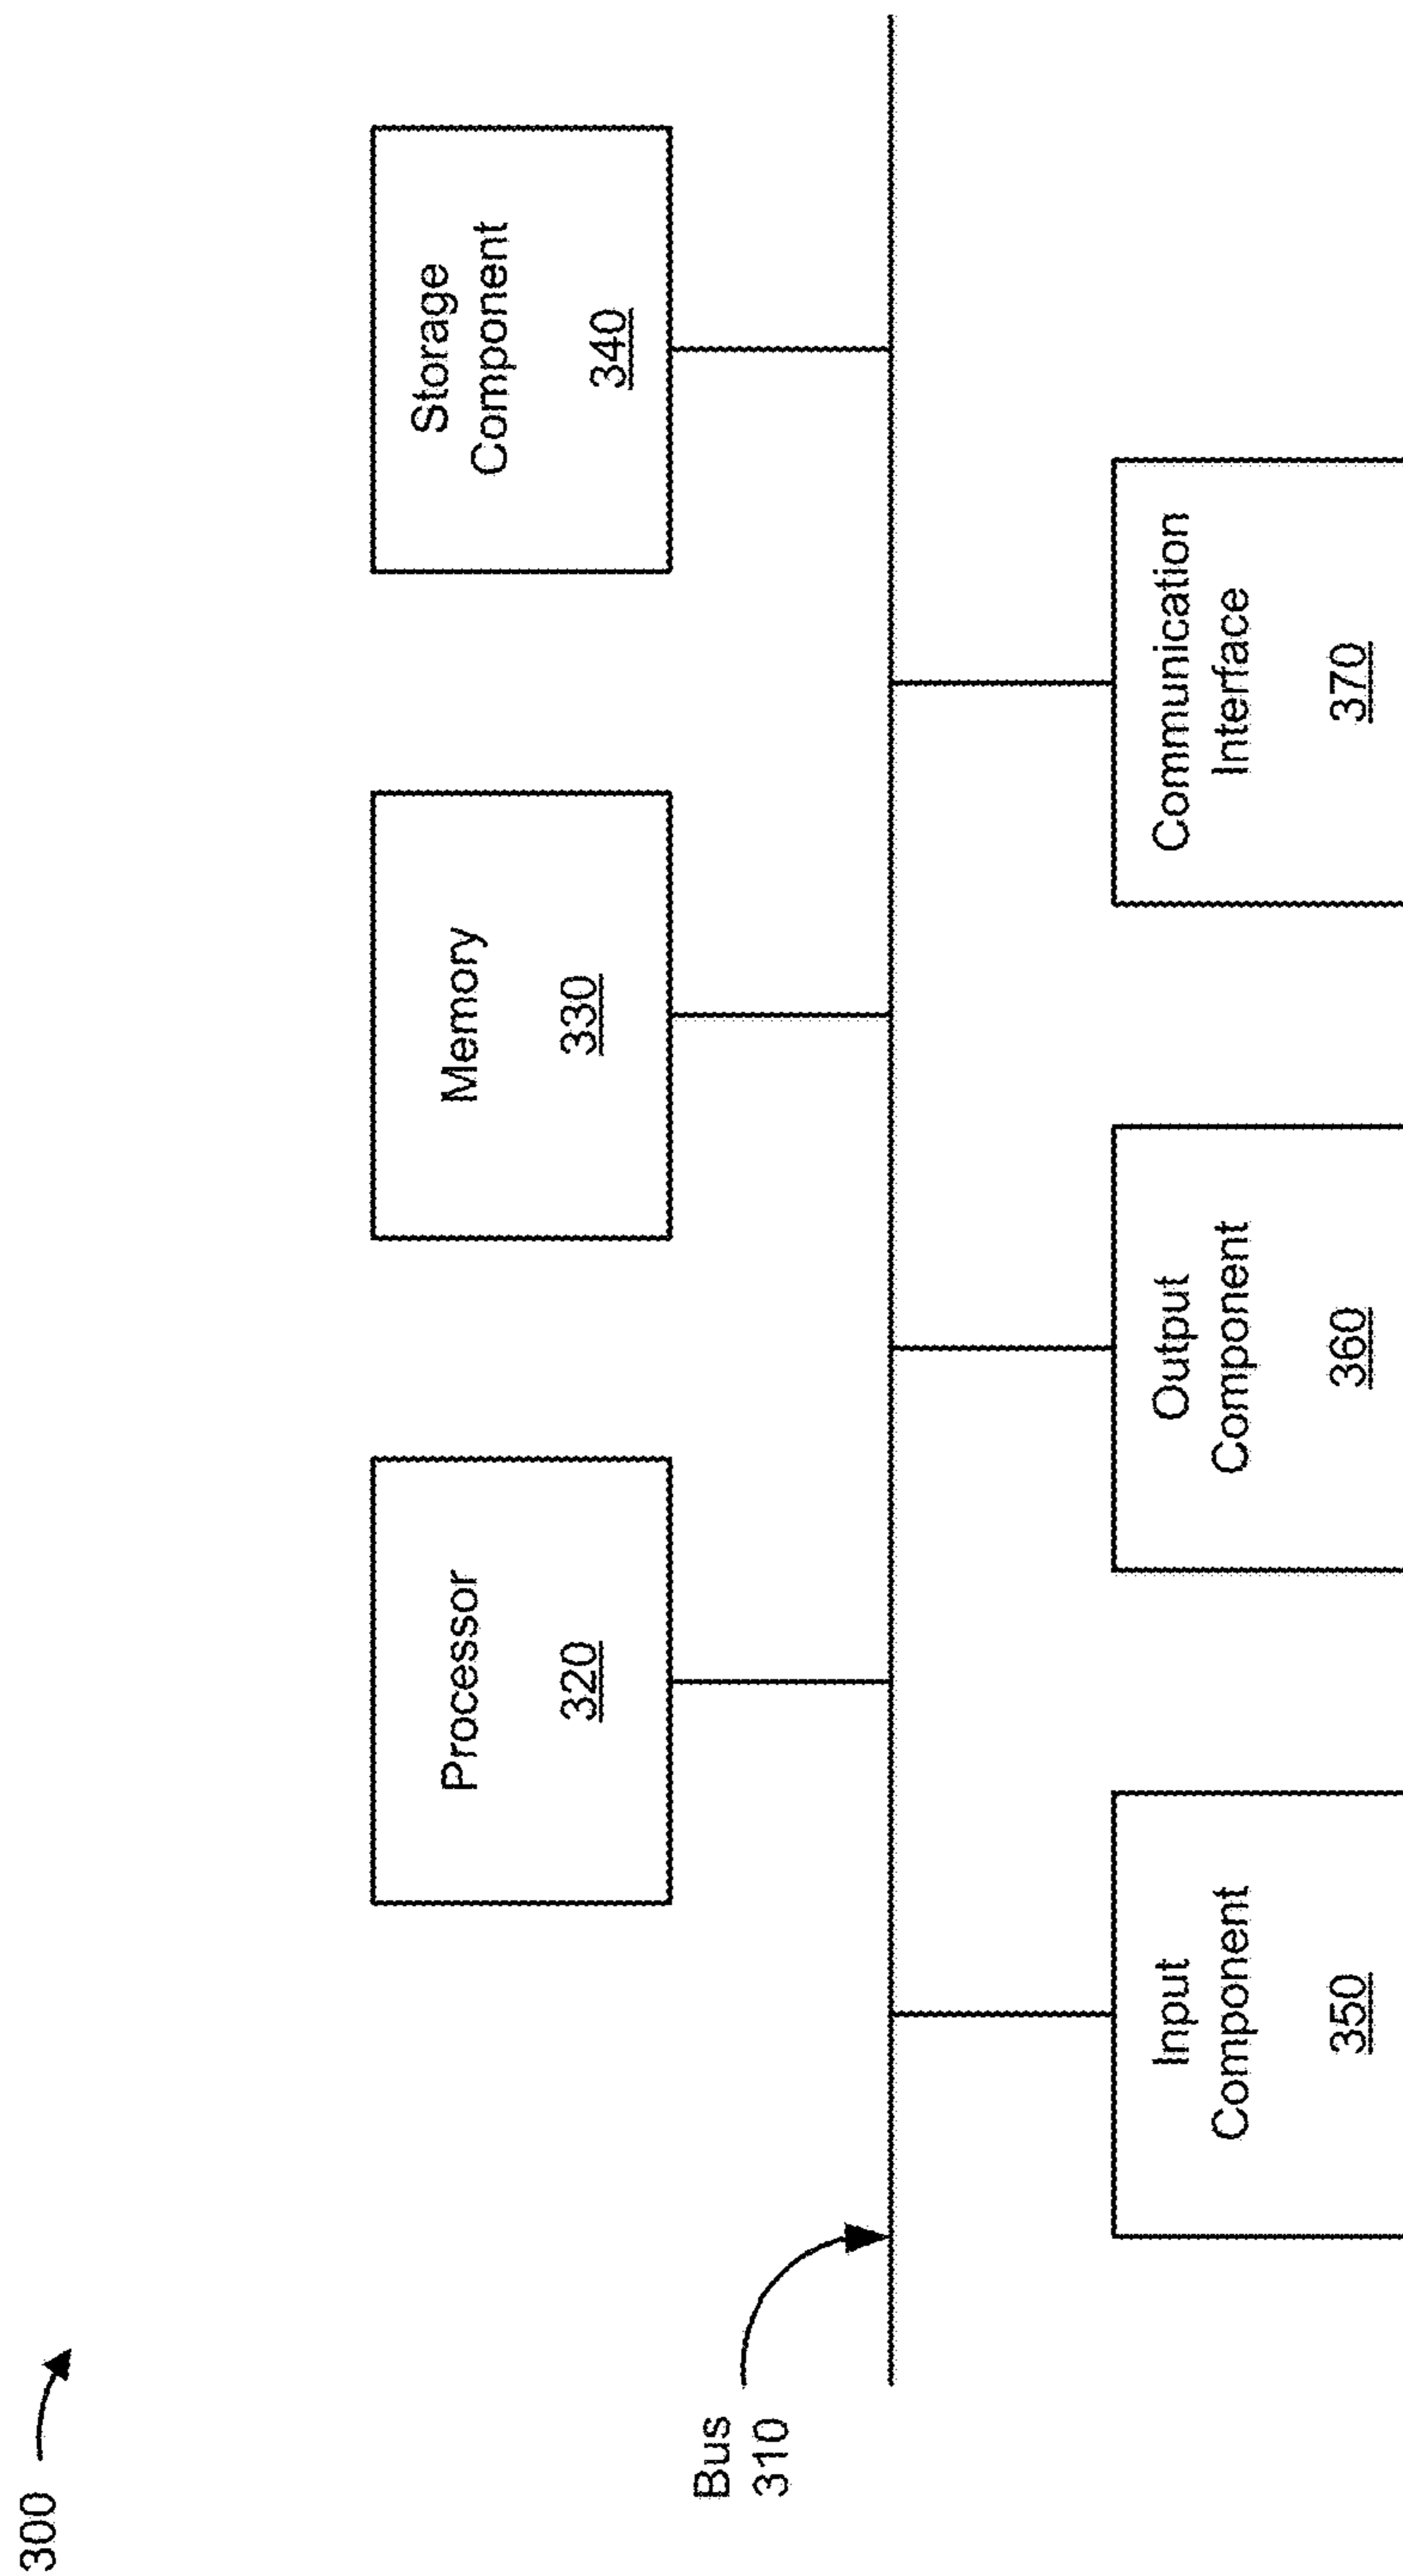 300
Processor
320
Memory
330
Storage
Component
340
Bus
310
Input
Component
350
Output
Component
360
Communication
Interface
370